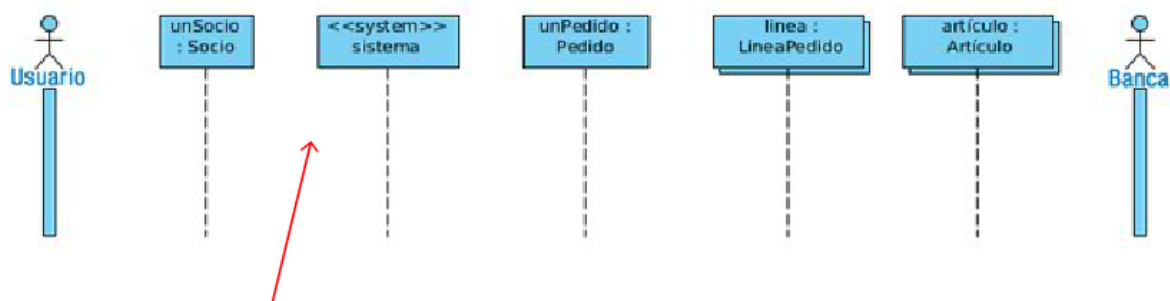 Usuario
unSocio
: Socio
<<system>>
sistema
unPedido :
Pedido
linea :
LineaPedido
artículo :
Artículo
Banca